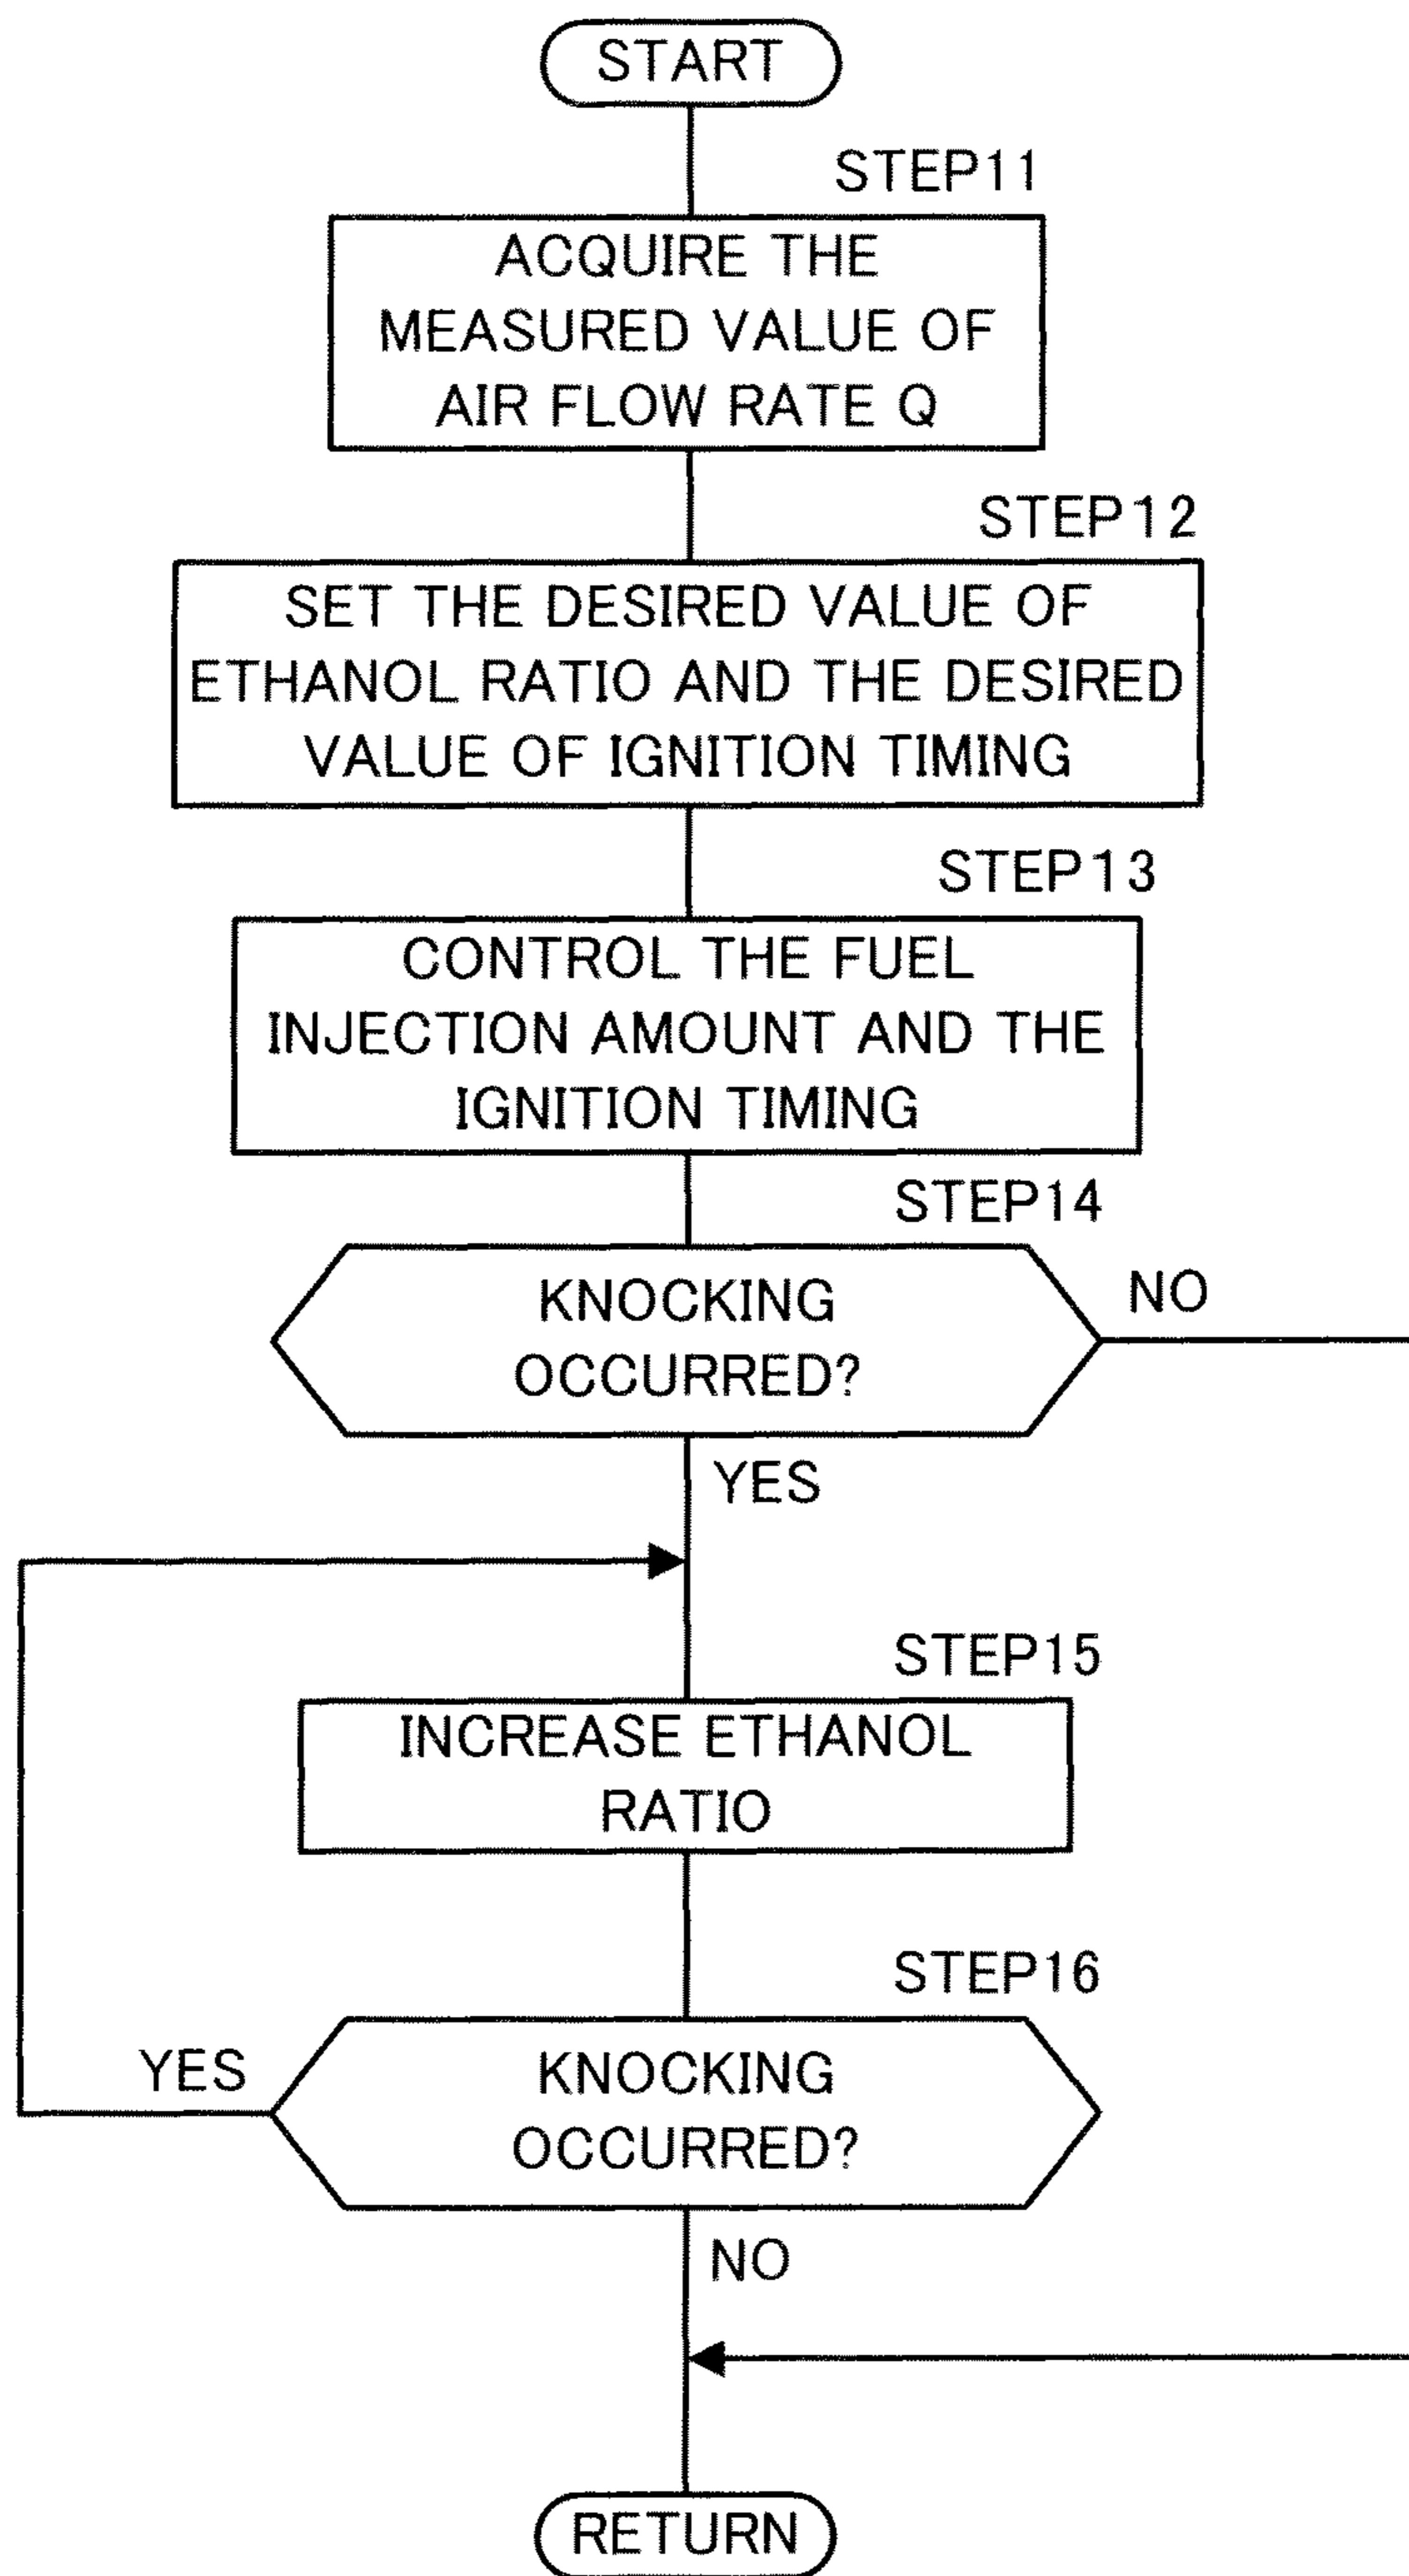 START
STEP11
ACQUIRE THE
MEASURED VALUE OF
AIR FLOW RATE Q
STEP12
SET THE DESIRED VALUE OF
ETHANOL RATIO AND THE DESIRED
VALUE OF IGNITION TIMING
STEP13
CONTROL THE FUEL
INJECTION AMOUNT AND THE
IGNITION TIMING
STEP14
KNOCKING
OCCURRED?
NO
YES
STEP15
INCREASE ETHANOL
RATIO
STEP16
KNOCKING
OCCURRED?
YES
NO
RETURN